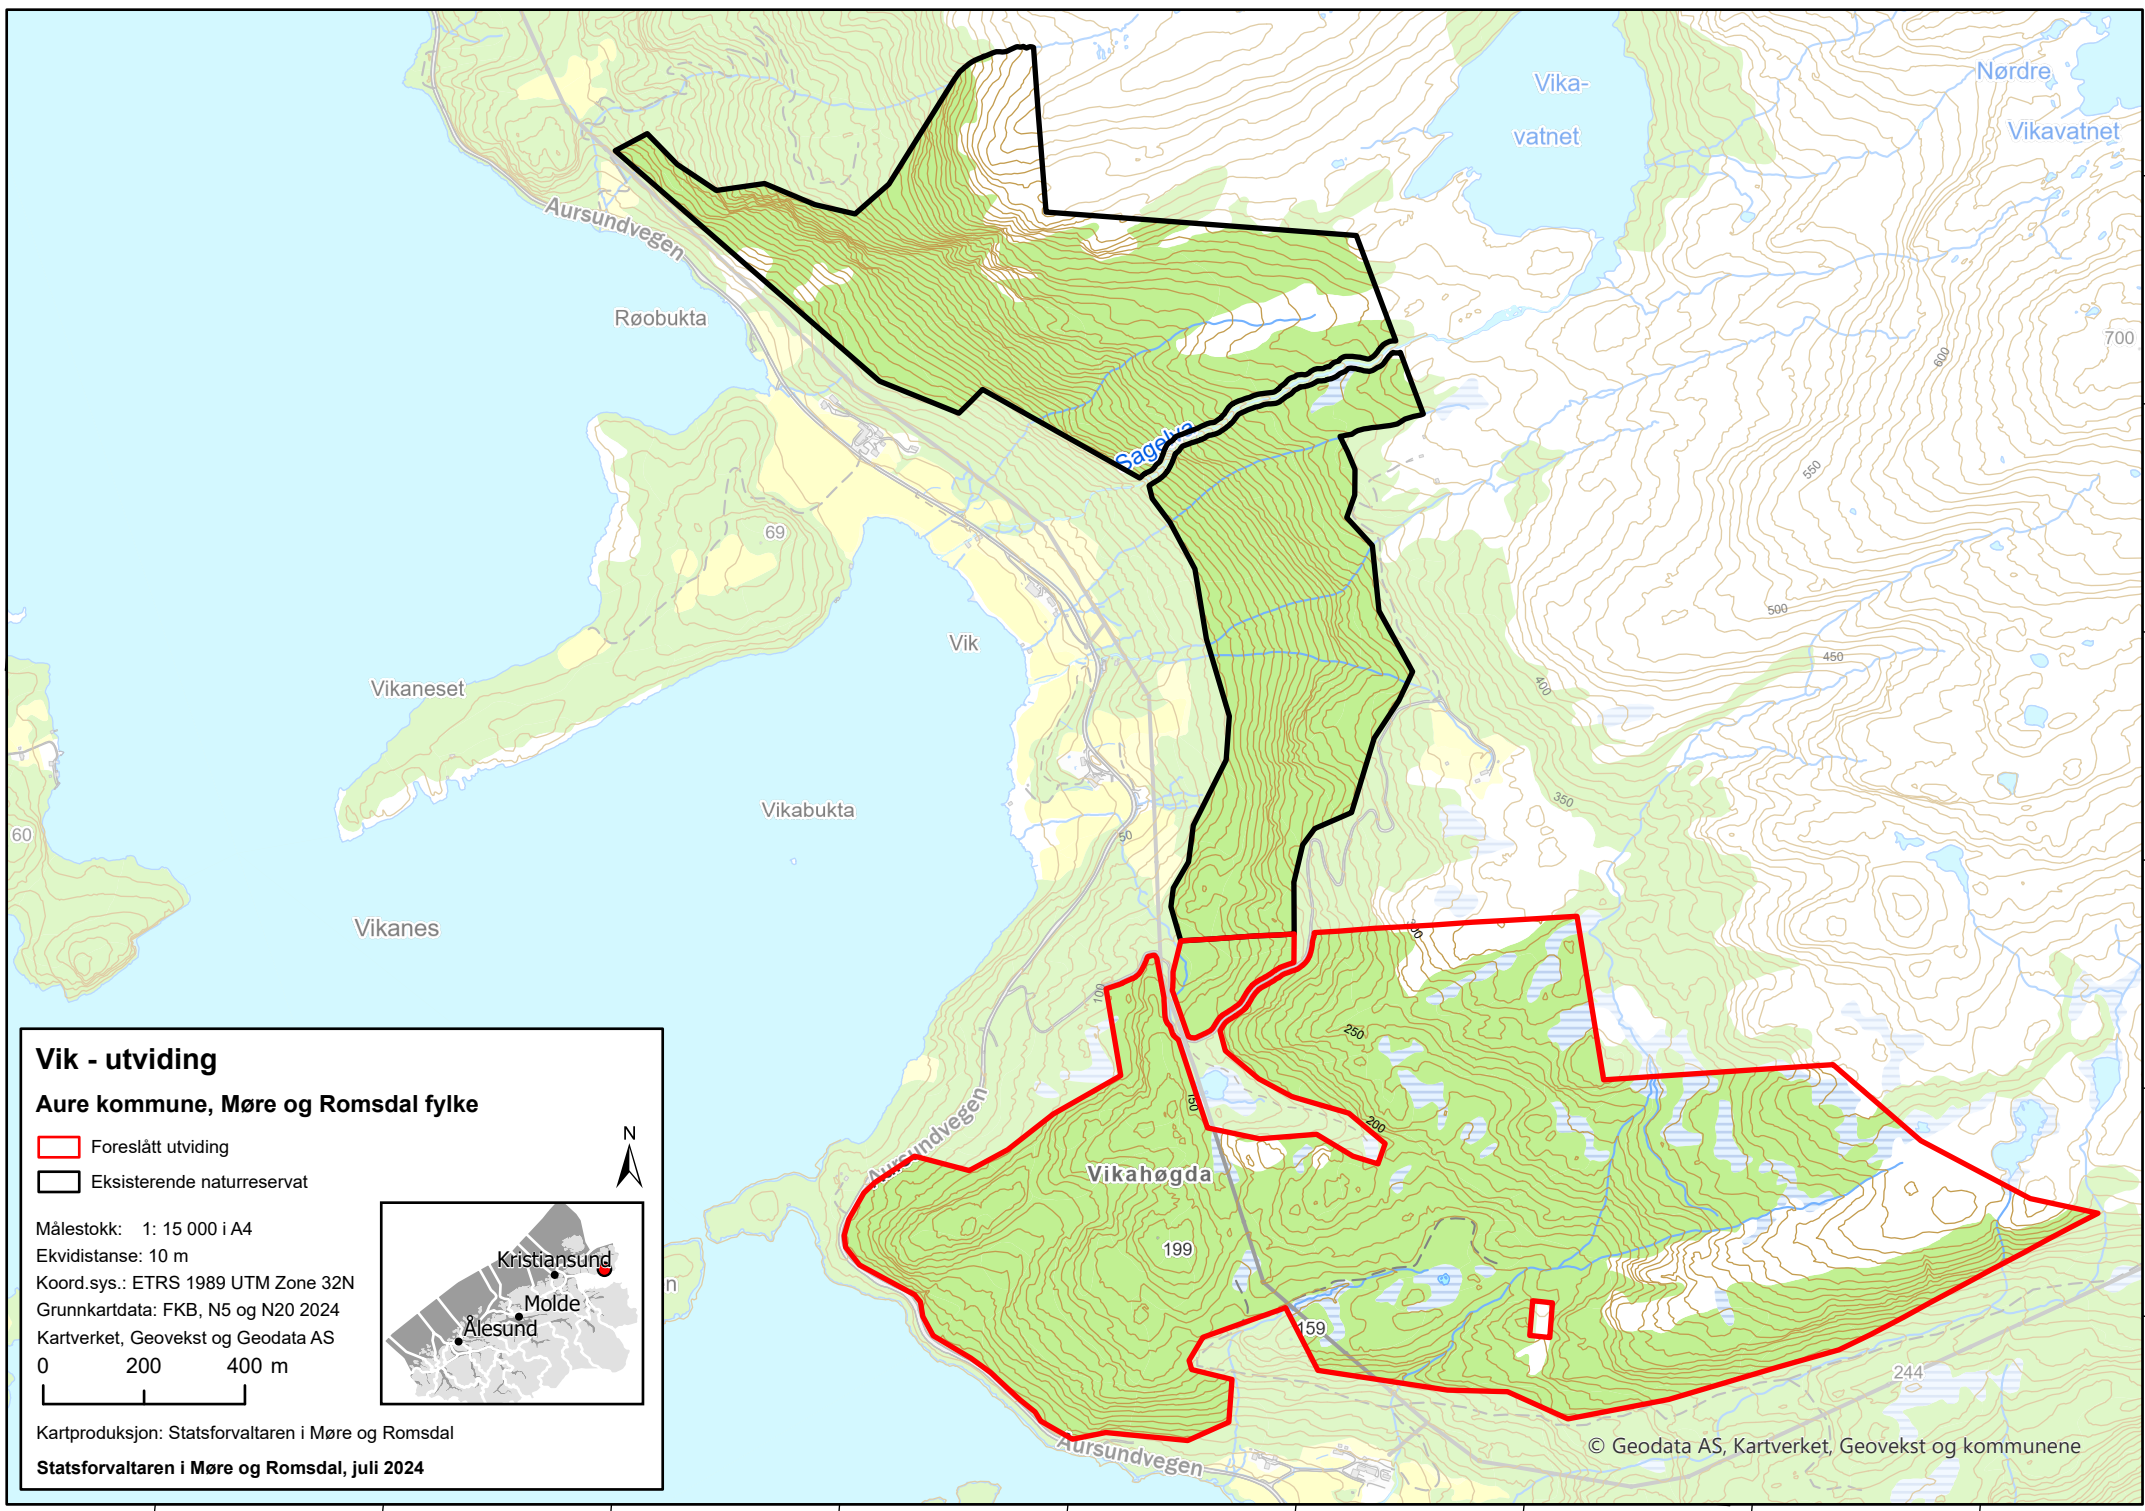 Vika-
vatnet
Nørdre
Vikavatnet
Aursundvegen
Røobukta
700
600
Sagelva
550
69
500
Vik
450
Vikaneset
400
350
Vikabukta
60
50
Vikanes
300
100
250
150
200
Aursundvegen
Vikahøgda
199
n
159
244
Aursundvegen
Vik - utviding
Aure kommune, Møre og Romsdal fylke
Foreslått utviding
Eksisterende naturreservat
N
Målestokk: 1: 15 000 i A4
Ekvidistanse: 10 m
Koord.sys.: ETRS 1989 UTM Zone 32N
Grunnkartdata: FKB, N5 og N20 2024
Kartverket, Geovekst og Geodata AS
0 200 400 m
Kristiansund
Molde
Ålesund
Kartproduksjon: Statsforvaltaren i Møre og Romsdal
Statsforvaltaren i Møre og Romsdal, juli 2024
© Geodata AS, Kartverket, Geovekst og kommunene